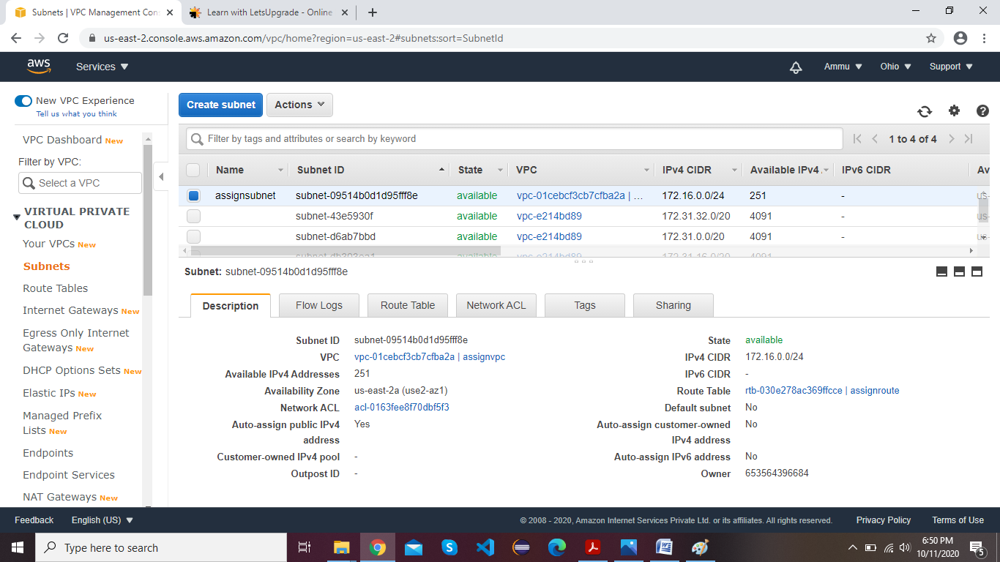 Subnets | VPC Management Con
Learn with LetsUpgrade - Online
us-east-2.console.aws.amazon.com/vpc/home?region=us-east-2#subnets:sort=SubnetId
aws Services Ammu Ohio Support
New VPC Experience
Tell us what you think
VPC Dashboard New
Filter by VPC:
Select a VPC
VIRTUAL PRIVATE
CLOUD
Your VPCs New
Subnets
Route Tables
Internet Gateways New
Egress Only Internet
Gateways New
DHCP Options Sets New
Elastic IPs New
Managed Prefix
Lists New
Endpoints
Endpoint Services
NAT Gateways New
Create subnet Actions
Filter by tags and attributes or search by keyword 1 to 4 of 4
Name Subnet ID State VPC IPv4 CIDR Available IPv4 IPv6 CIDR Av
assignsubnet subnet-09514b0d1d95fff8e available vpc-01cebcf3cb7cfba2a | ... 172.16.0.0/24 251 - us-
subnet-43e5930f available vpc-e214bd89 172.31.32.0/20 4091 - us-
subnet-d6ab7bbd available vpc-e214bd89 172.31.0.0/20 4091 - us-
subnet-db303ea1 available vpc-e214bd89 172.31.16.0/20 4091
Subnet: subnet-09514b0d1d95fff8e
Description Flow Logs Route Table Network ACL Tags Sharing
Subnet ID subnet-09514b0d1d95fff8e State available
VPC vpc-01cebcf3cb7cfba2a | assignvpc IPv4 CIDR 172.16.0.0/24
Available IPv4 Addresses 251 IPv6 CIDR -
Availability Zone us-east-2a (use2-az1) Route Table rtb-030e278ac369ffcce | assignroute
Network ACL acl-0163fee8f70dbf5f3 Default subnet No
Auto-assign public IPv4 Yes Auto-assign customer-owned No
address IPv4 address
Customer-owned IPv4 pool - Auto-assign IPv6 address No
Outpost ID - Owner 653564396684
Feedback English (US) © 2008 - 2020, Amazon Internet Services Private Ltd. or its affiliates. All rights reserved. Privacy Policy Terms of Use
Type here to search
6:50 PM
10/11/2020
5